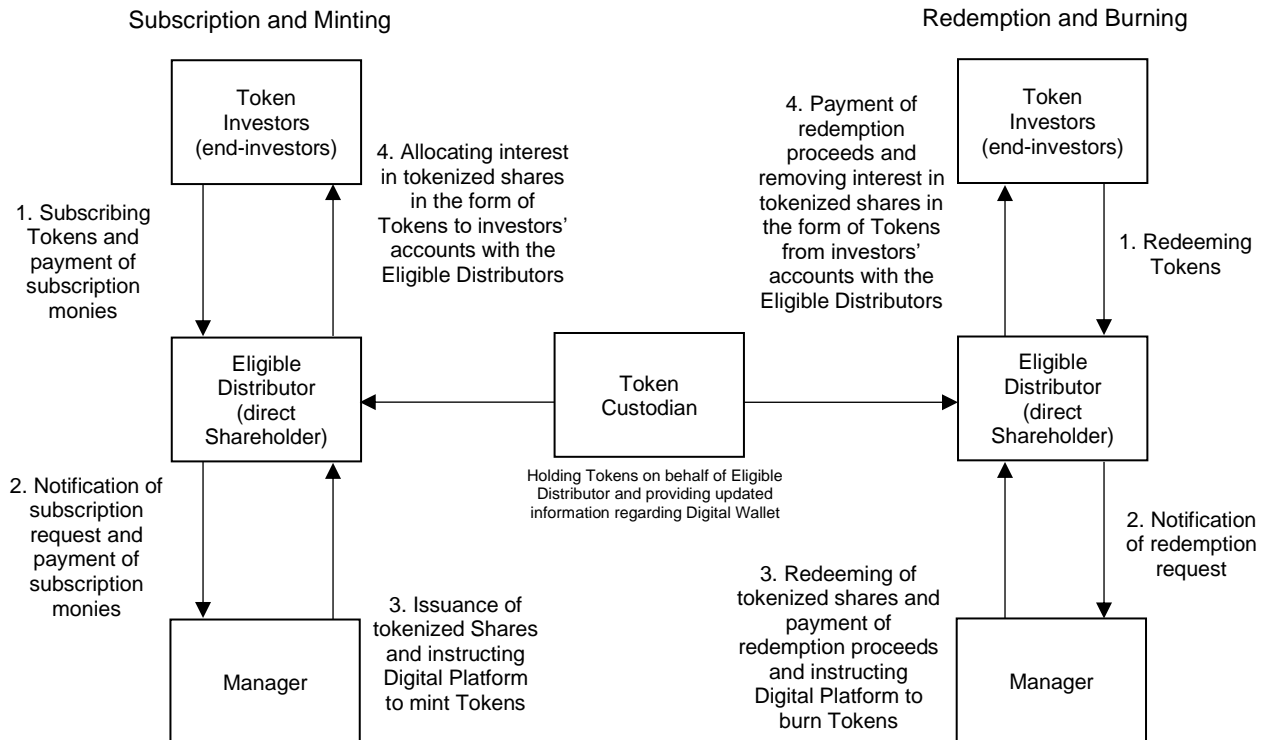 Subscription and Minting
Redemption and Burning
Token
Investors
(end-investors)
4. Allocating interest
in tokenized shares
in the form of
Tokens to investors'
accounts with the
Eligible Distributors
1. Subscribing
Tokens and
payment of
subscription
monies
Eligible
Distributor
(direct
Shareholder)
2. Notification of
subscription
request and
payment of
subscription
monies
3. Issuance of
tokenized Shares
and instructing
Digital Platform
to mint Tokens
Manager
Token
Custodian
Holding Tokens on behalf of Eligible
Distributor and providing updated
information regarding Digital Wallet
4. Payment of
redemption
proceeds and
removing interest in
tokenized shares in
the form of Tokens
from investors'
accounts with the
Eligible Distributors
Token
Investors
(end-investors)
1. Redeeming
Tokens
Eligible
Distributor
(direct
Shareholder)
2. Notification
of redemption
request
3. Redeeming of
tokenized shares and
payment of
redemption proceeds
and instructing
Digital Platform to
burn Tokens
Manager